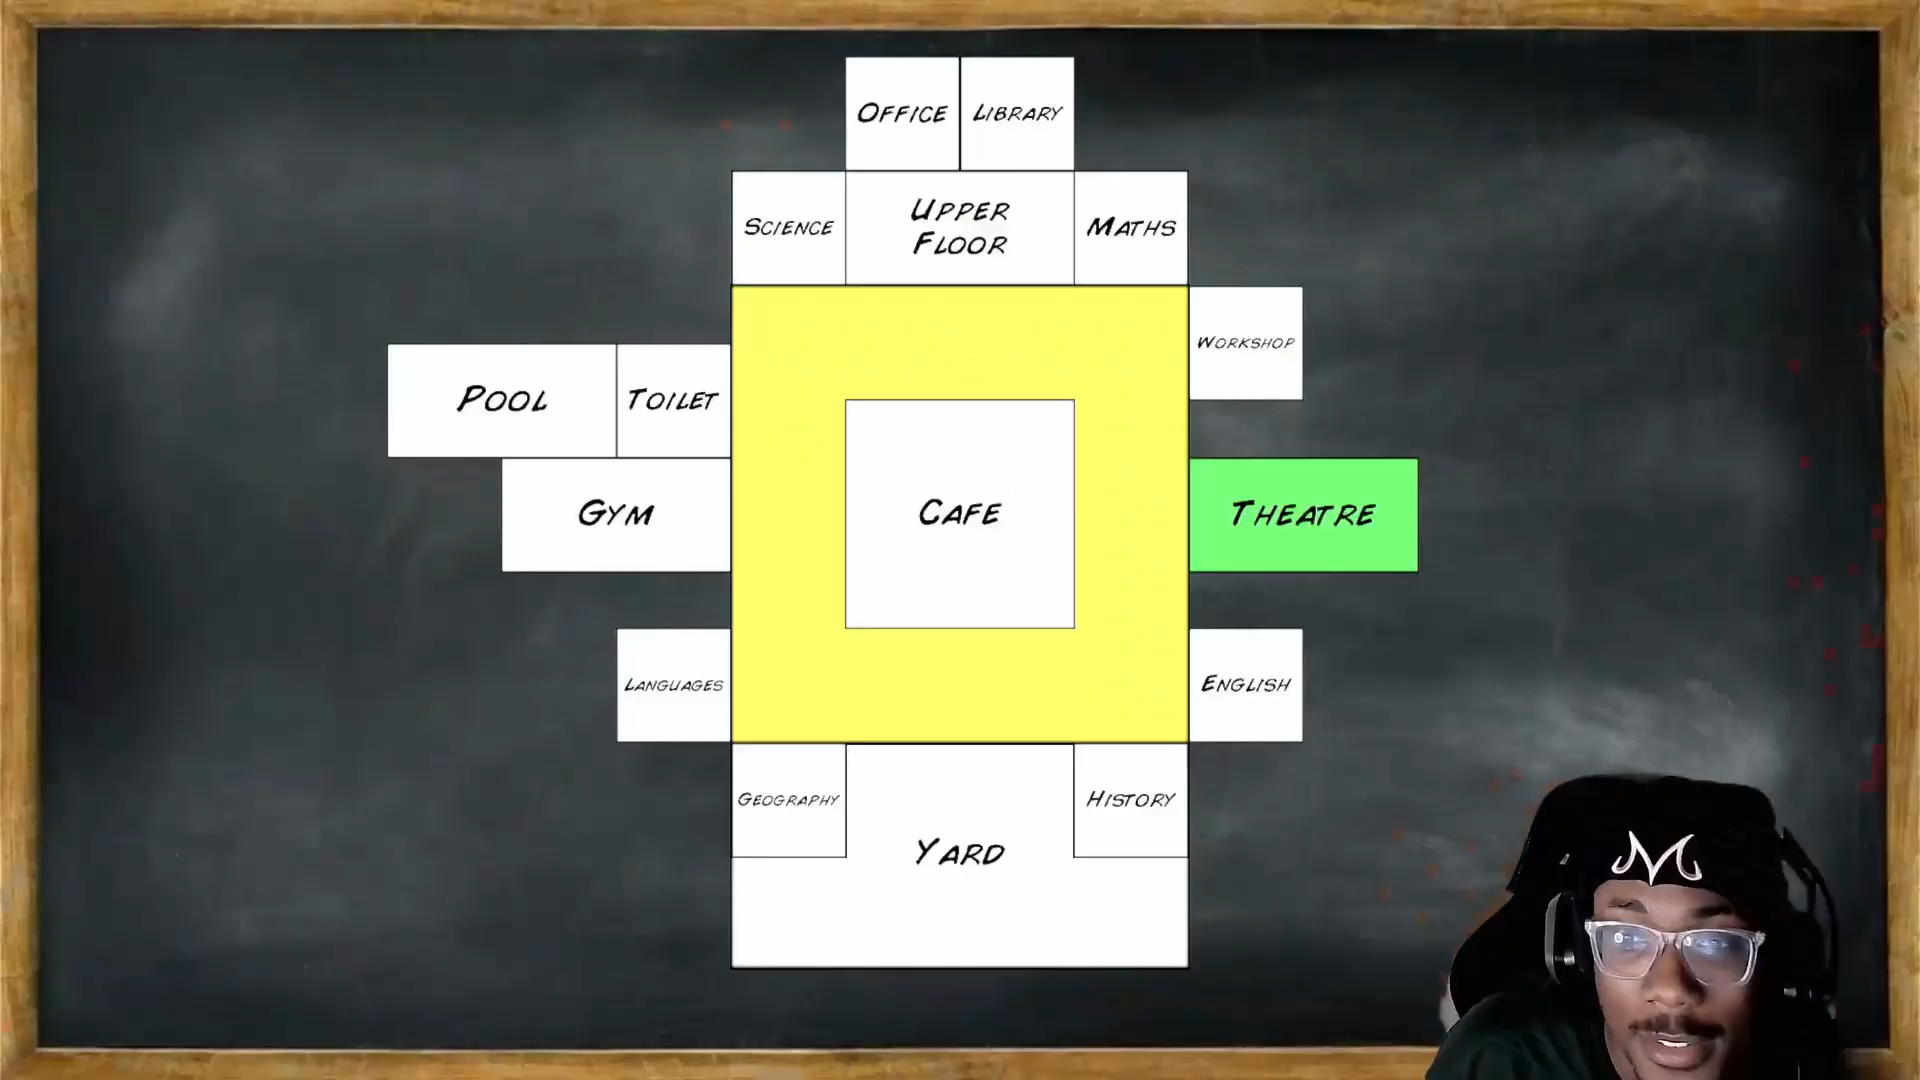 OFFICE
LIBRARY
SCIENCE
UPPER
FLOOR
MATHS
WORKSHOP
POOL
TOILET
GYM
CAFE
THEATRE
LANGUAGES
ENGLISH
GEOGRAPHY
HISTORY
YARD
M